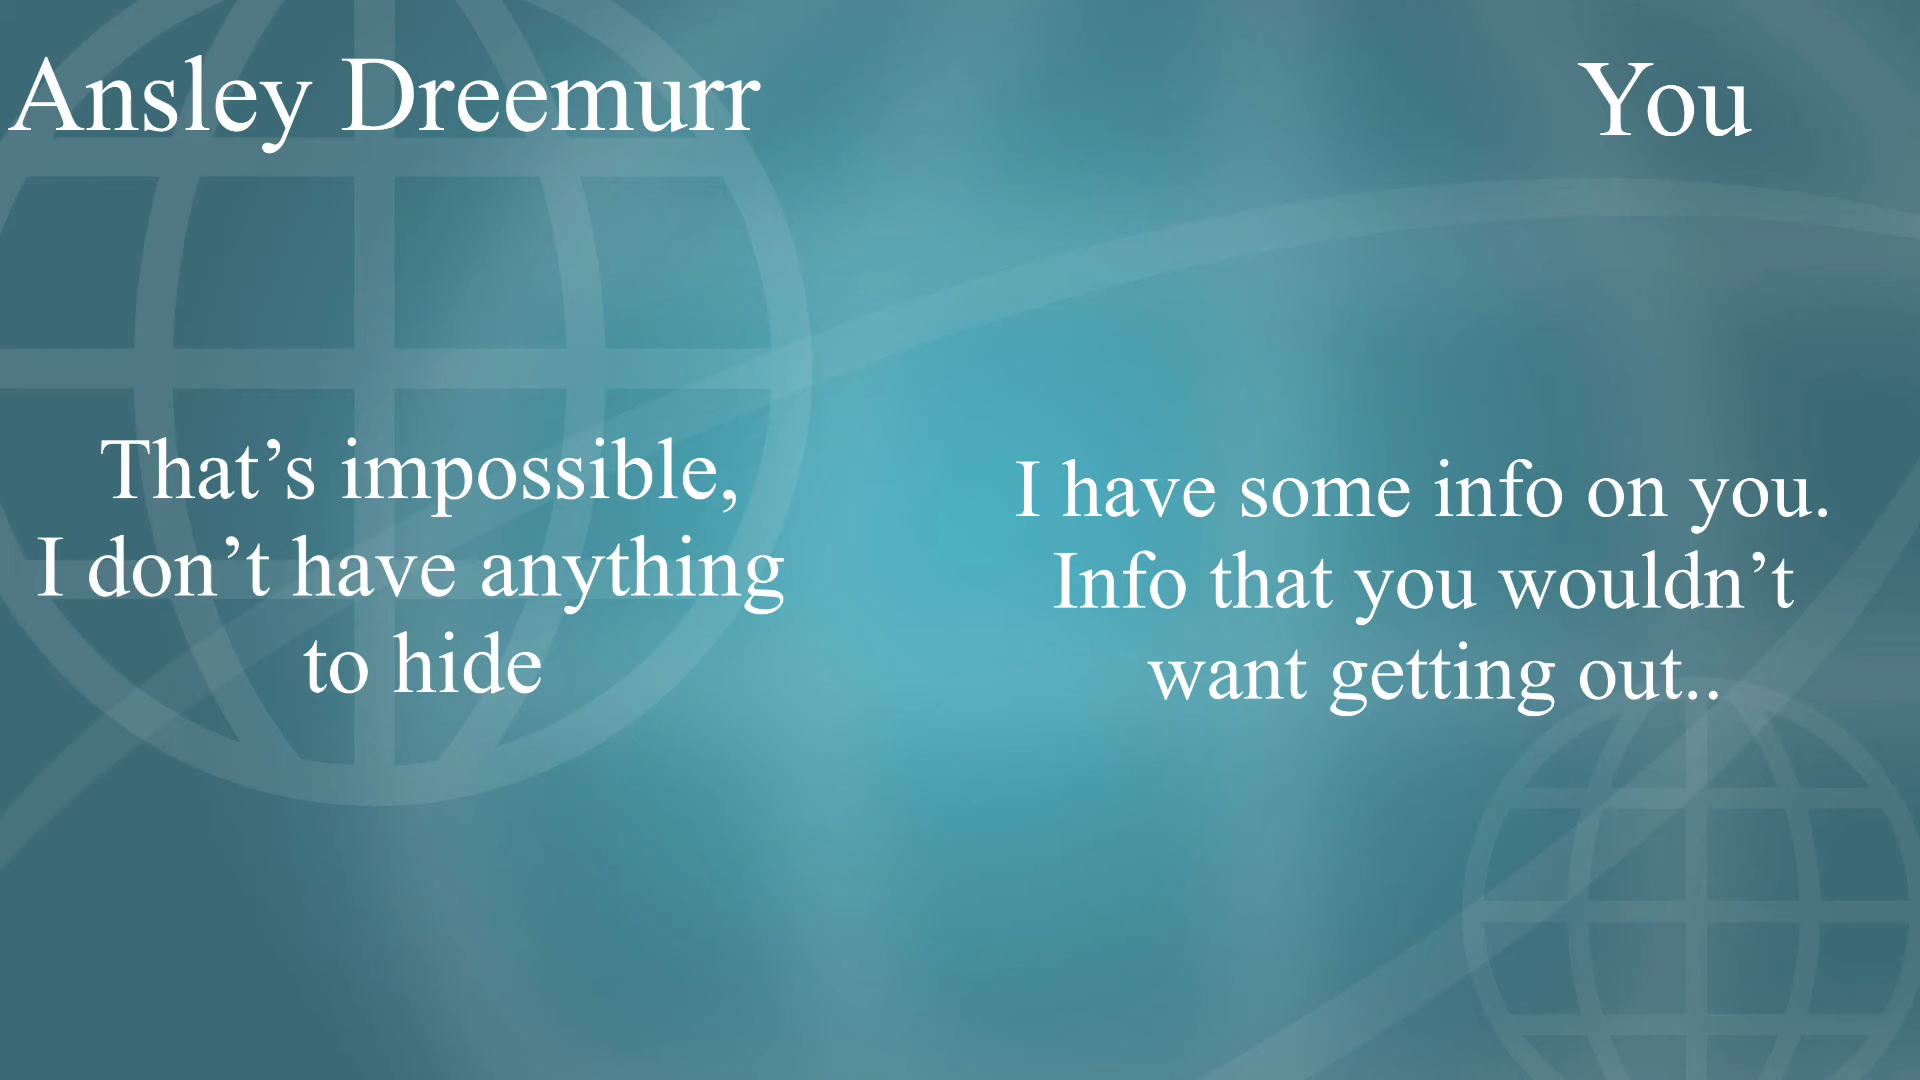 Ansley Dreemurr
You
That’s impossible,
I don’t have anything
to hide
I have some info on you.
Info that you wouldn’t
want getting out..